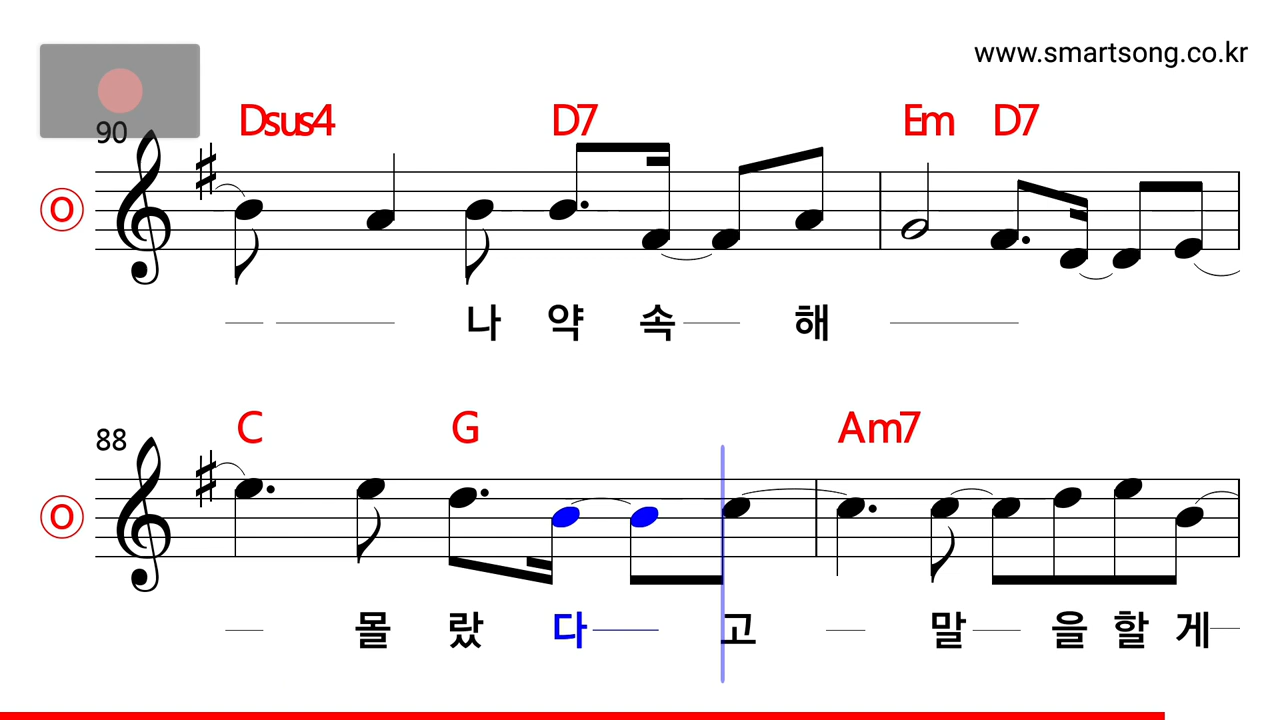 www.smartsong.co.kr
90
Dsus4 D7 Em D7
O
나 약 속 해
88
C G Am7
O
몰 랐 다 고 말 을 할 게